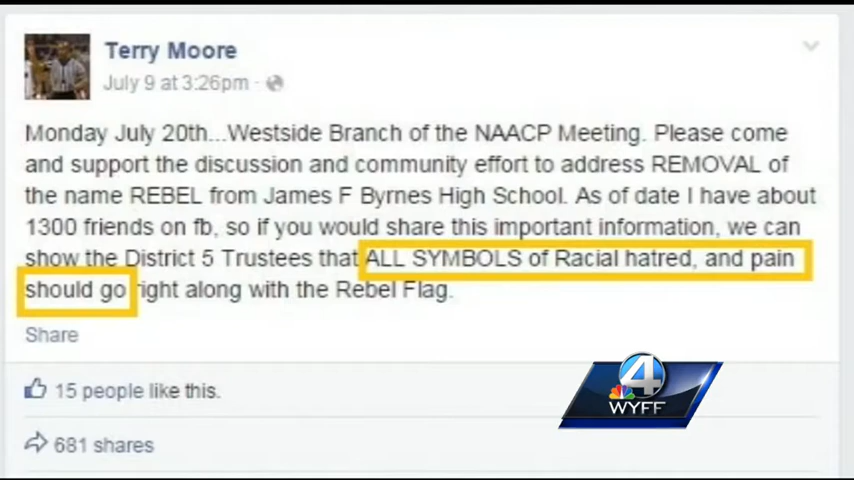 Terry Moore
July 9 at 3:26pm ·
Monday July 20th...Westside Branch of the NAACP Meeting. Please come
and support the discussion and community effort to address REMOVAL of
the name REBEL from James F Byrnes High School. As of date I have about
1300 friends on fb, so if you would share this important information, we can
show the District 5 Trustees that ALL SYMBOLS of Racial hatred, and pain
should go right along with the Rebel Flag.
Share
15 people like this.
681 shares
4
WYFF